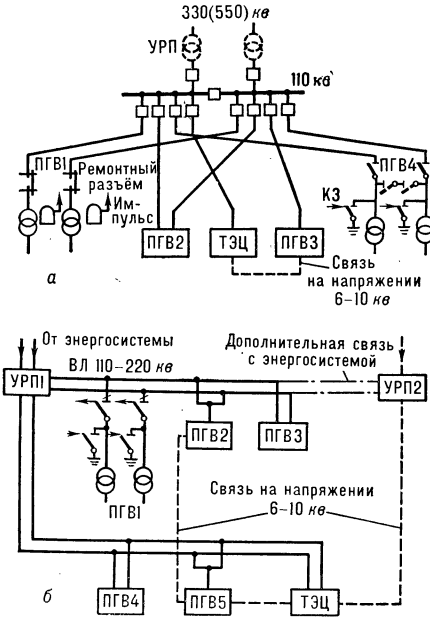 330(550) кв
УРП
110 кв
ПГВ1
Ремонтный
разъём
Им-
пульс
ПГВ4
КЗ
ПГВ2
ТЭЦ
ПГВ3
Связь
на напряжении
6–10 кв
а
От энергосистемы
ВЛ 110–220 кв
Дополнительная связь
с энергосистемой
УРП1
УРП2
ПГВ2
ПГВ3
ПГВ1
Связь на напряжении
6–10 кв
ПГВ4
ПГВ5
ТЭЦ
б